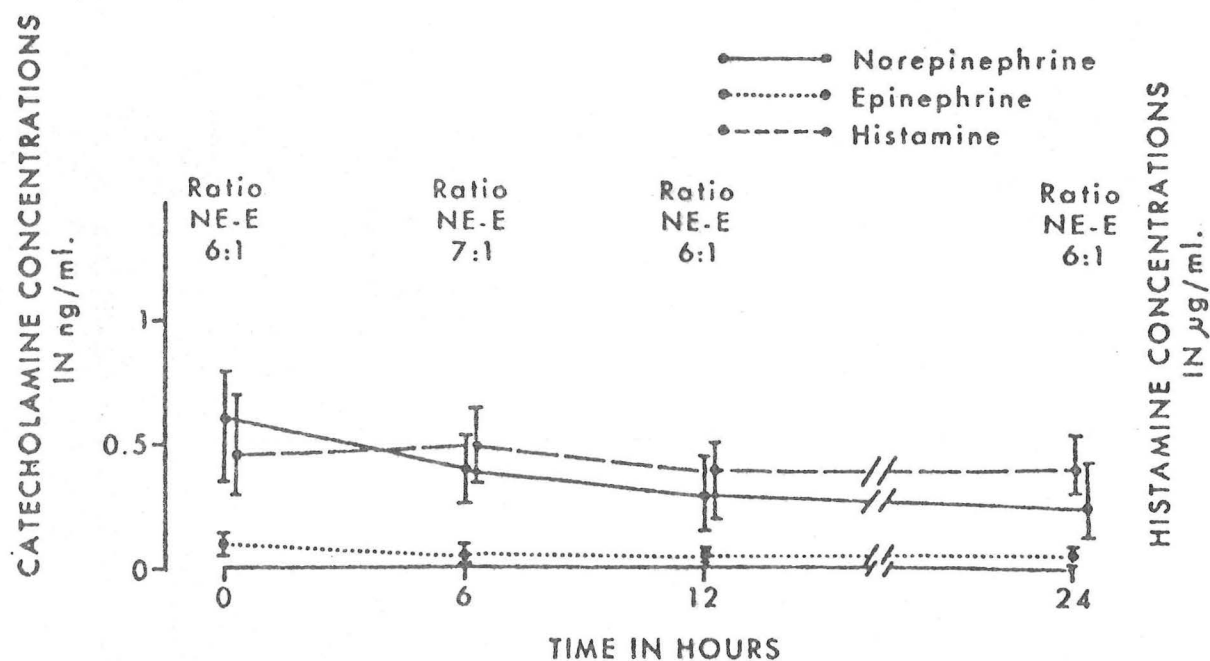 CATECHOLAMINE CONCENTRATIONS
IN ng/ml.
Norepinephrine
Epinephrine
Histamine
HISTAMINE CONCENTRATIONS
IN µg/ml.
Ratio
NE-E
6:1
Ratio
NE-E
7:1
Ratio
NE-E
6:1
Ratio
NE-E
6:1
1
0.5
0
0
6
12
24
TIME IN HOURS